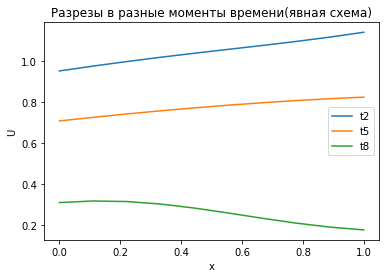 Разрезы в разные моменты времени(явная схема)
U
1.0
0.8
0.6
0.4
0.2
t2
t5
t8
0.0 0.2 0.4 0.6 0.8 1.0
x